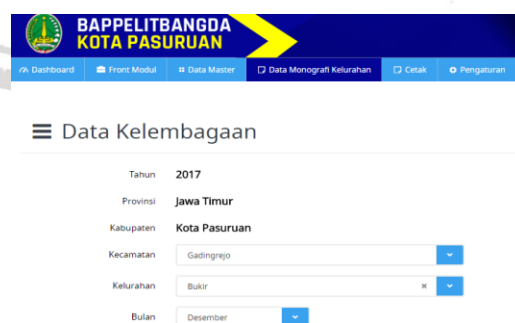 BAPPELITBANGDA
KOTA PASURUAN
Dashboard Front Modul Data Master Data Monografi Kelurahan Cetak Pengaturan
Data Kelembagaan
Tahun 2017
Provinsi Jawa Timur
Kabupaten Kota Pasuruan
Kecamatan Gadingrejo
Kelurahan Bukir ×
Bulan Desember